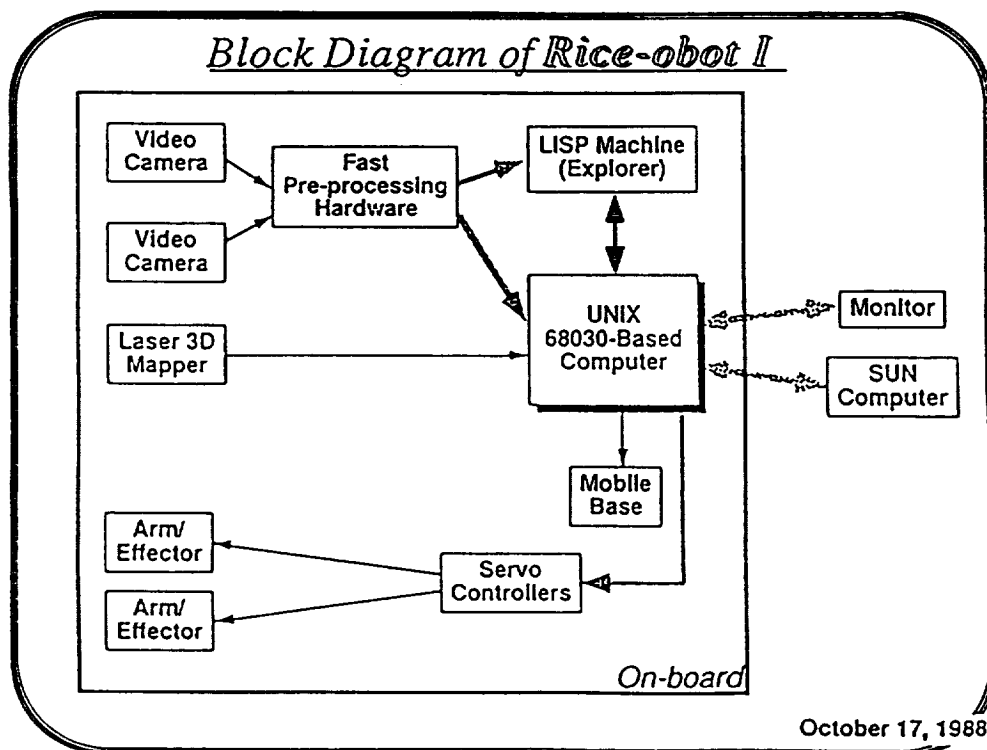 Block Diagram of Rice-obot I
Video
Camera
Fast
Pre-processing
Hardware
LISP Machine
(Explorer)
Video
Camera
UNIX
68030-Based
Computer
Monitor
Laser 3D
Mapper
SUN
Computer
Mobile
Base
Arm/
Effector
Servo
Controllers
Arm/
Effector
On-board
October 17, 1988